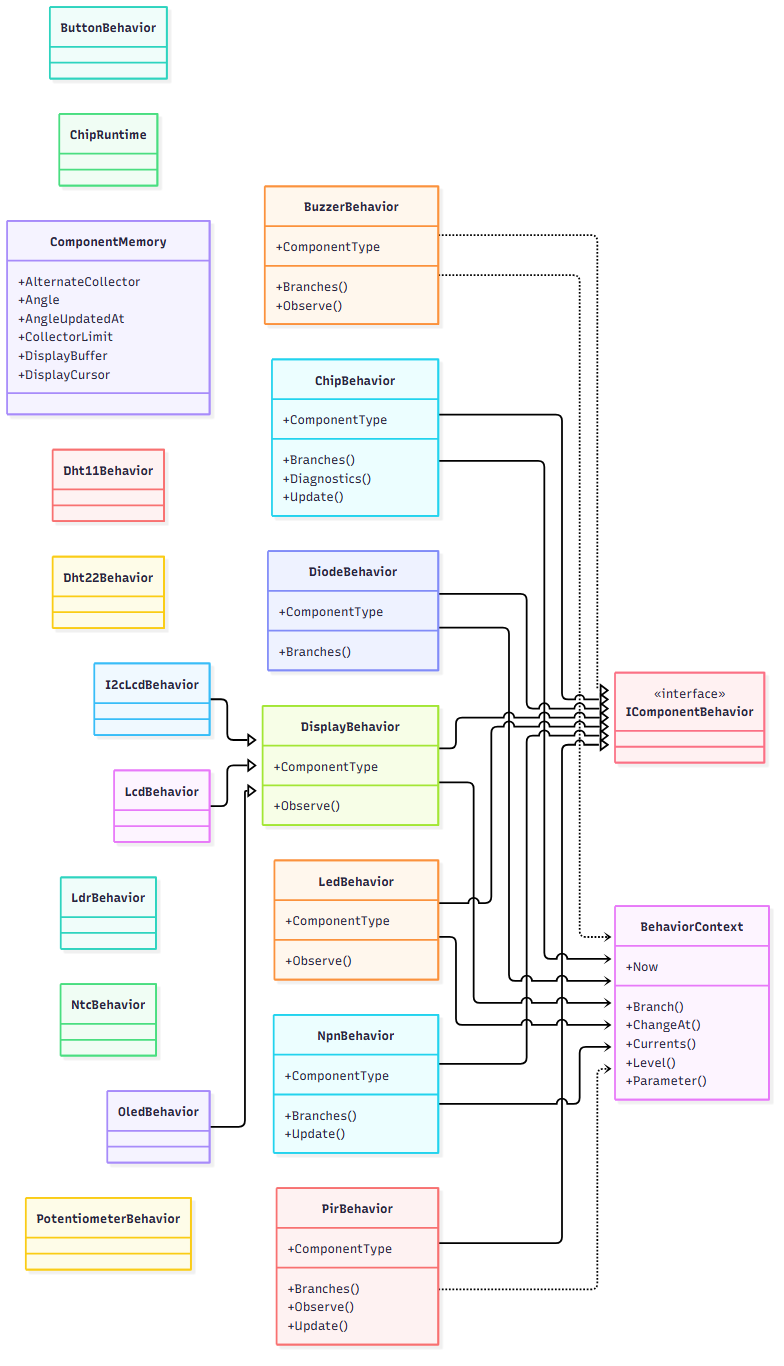 ButtonBehavior
ChipRuntime
ComponentMemory
+AlternateCollector
+Angle
+AngleUpdatedAt
+CollectorLimit
+DisplayBuffer
+DisplayCursor
Dht11Behavior
Dht22Behavior
I2cLcdBehavior
LcdBehavior
LdrBehavior
NtcBehavior
OledBehavior
PotentiometerBehavior
BuzzerBehavior
+ComponentType
+Branches()
+Observe()
ChipBehavior
+ComponentType
+Branches()
+Diagnostics()
+Update()
DiodeBehavior
+ComponentType
+Branches()
DisplayBehavior
+ComponentType
+Observe()
LedBehavior
+ComponentType
+Observe()
NpnBehavior
+ComponentType
+Branches()
+Update()
PirBehavior
+ComponentType
+Branches()
+Observe()
+Update()
«interface»
IComponentBehavior
BehaviorContext
+Now
+Branch()
+ChangeAt()
+Currents()
+Level()
+Parameter()